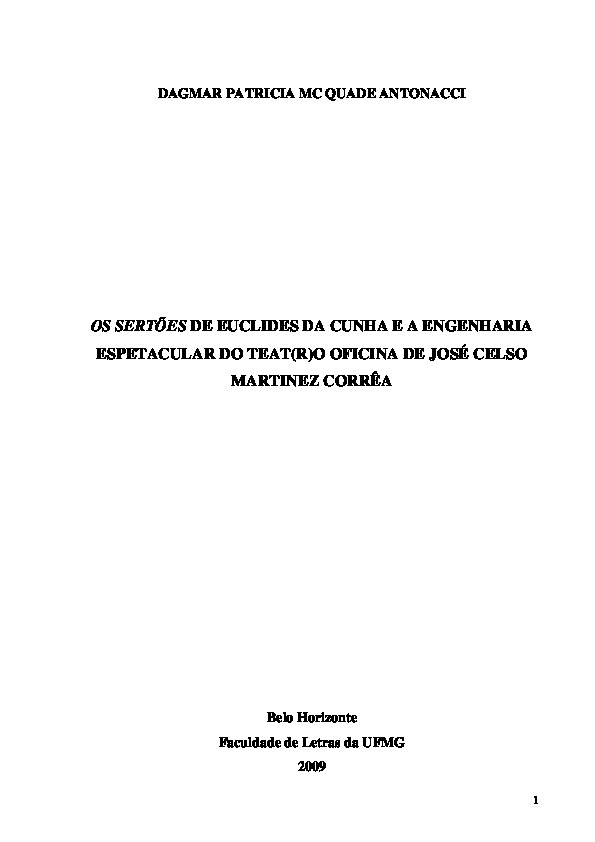 DAGMAR PATRICIA MC QUADE ANTONACCI
OS SERTÕES DE EUCLIDES DA CUNHA E A ENGENHARIA
ESPETACULAR DO TEAT(R)O OFICINA DE JOSÉ CELSO
MARTINEZ CORRÊA
Belo Horizonte
Faculdade de Letras da UFMG
2009
1